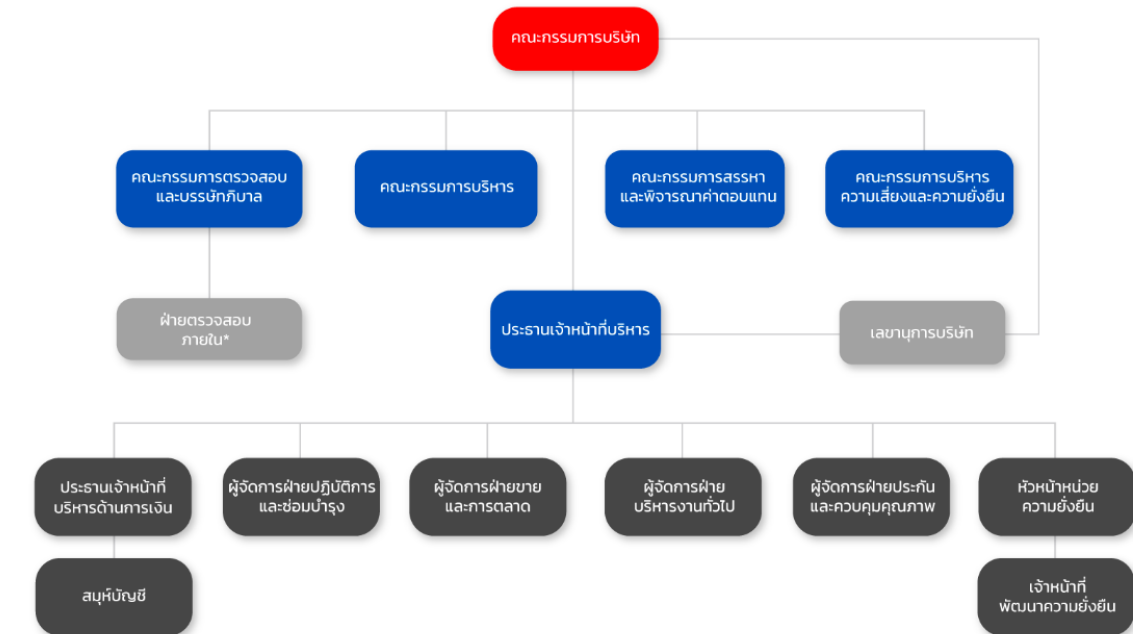 คณะกรรมการบริษัท
คณะกรรมการตรวจสอบ
และบรรษัทภิบาล
คณะกรรมการบริหาร
คณะกรรมการสรรหา
และพิจารณาค่าตอบแทน
คณะกรรมการบริหาร
ความเสี่ยงและความยั่งยืน
ฝ่ายตรวจสอบ
ภายใน*
ประธานเจ้าหน้าที่บริหาร
เลขานุการบริษัท
ประธานเจ้าหน้าที่
บริหารด้านการเงิน
ผู้จัดการฝ่ายปฏิบัติการ
และซ่อมบำรุง
ผู้จัดการฝ่ายขาย
และการตลาด
ผู้จัดการฝ่าย
บริหารงานทั่วไป
ผู้จัดการฝ่ายประกัน
และควบคุมคุณภาพ
หัวหน้าหน่วย
ความยั่งยืน
สมุห์บัญชี
เจ้าหน้าที่
พัฒนาความยั่งยืน